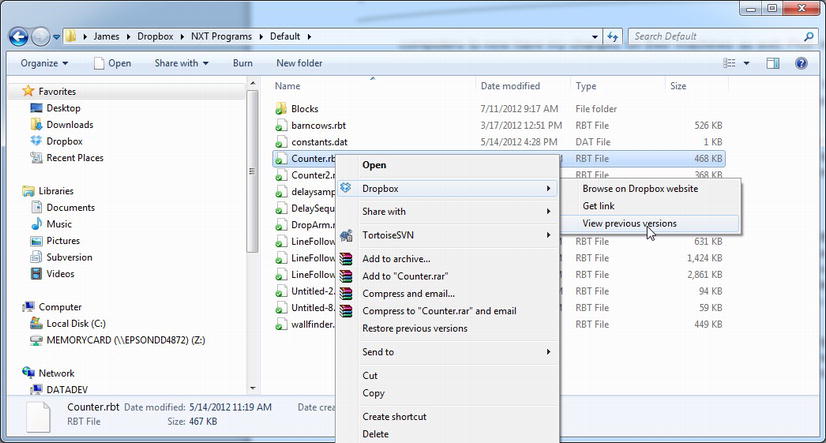 James ▸ Dropbox ▸ NXT Programs ▸ Default ▸
Search Default
Organize Open Share with Burn New folder
Name Date modified Type Size
Favorites
Desktop
Downloads
Dropbox
Recent Places
Libraries
Documents
Music
Pictures
Subversion
Videos
Computer
Local Disk (C:)
MEMORYCARD (\\EPSONDD4872) (Z:)
Network
DATADEV
Blocks 7/11/2012 9:17 AM File folder
barncows.rbt 3/17/2012 12:51 PM RBT File 526 KB
constants.dat 5/14/2012 4:28 PM DAT File 1 KB
Counter.rb M RBT File 468 KB
Counter2.r RBT File 368 KB
delaysamp
DelaySequ
DropArm.r
LineFollow RBT File 631 KB
LineFollow RBT File 1,424 KB
LineFollow RBT File 2,861 KB
Untitled-2. RBT File 94 KB
Untitled-8. RBT File 59 KB
wallfinder. RBT File 449 KB
Open
Dropbox
Share with
TortoiseSVN
Add to archive...
Add to "Counter.rar"
Compress and email...
Compress to "Counter.rar" and email
Restore previous versions
Send to
Cut
Copy
Create shortcut
Delete
Browse on Dropbox website
Get link
View previous versions
Counter.rbt Date modified: 5/14/2012 11:19 AM Date crea
RBT File Size: 467 KB